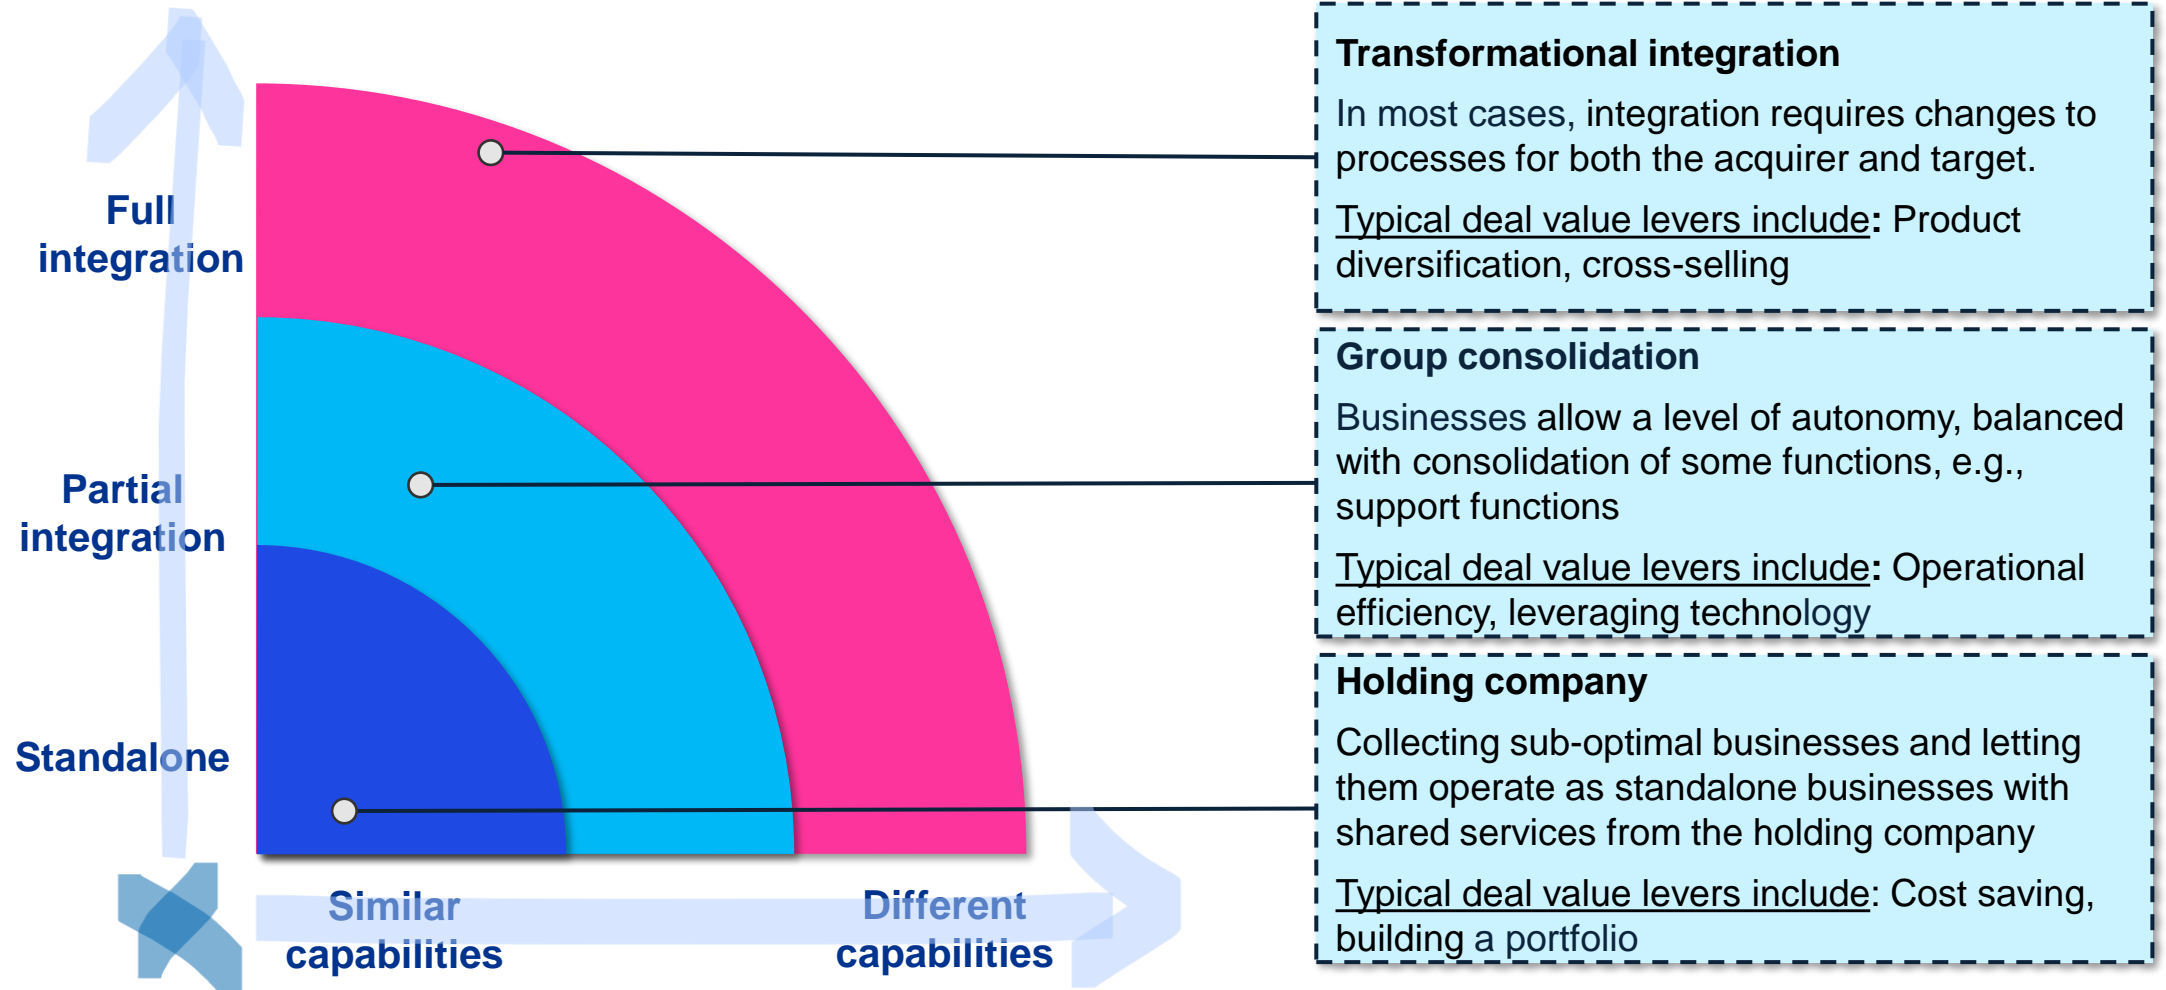 Full
integration
Partial
integration
Standalone
Similar
capabilities
Different
capabilities
Transformational integration
In most cases, integration requires changes to
processes for both the acquirer and target.
Typical deal value levers include: Product
diversification, cross-selling
Group consolidation
Businesses allow a level of autonomy, balanced
with consolidation of some functions, e.g.,
support functions
Typical deal value levers include: Operational
efficiency, leveraging technology
Holding company
Collecting sub-optimal businesses and letting
them operate as standalone businesses with
shared services from the holding company
Typical deal value levers include: Cost saving,
building a portfolio